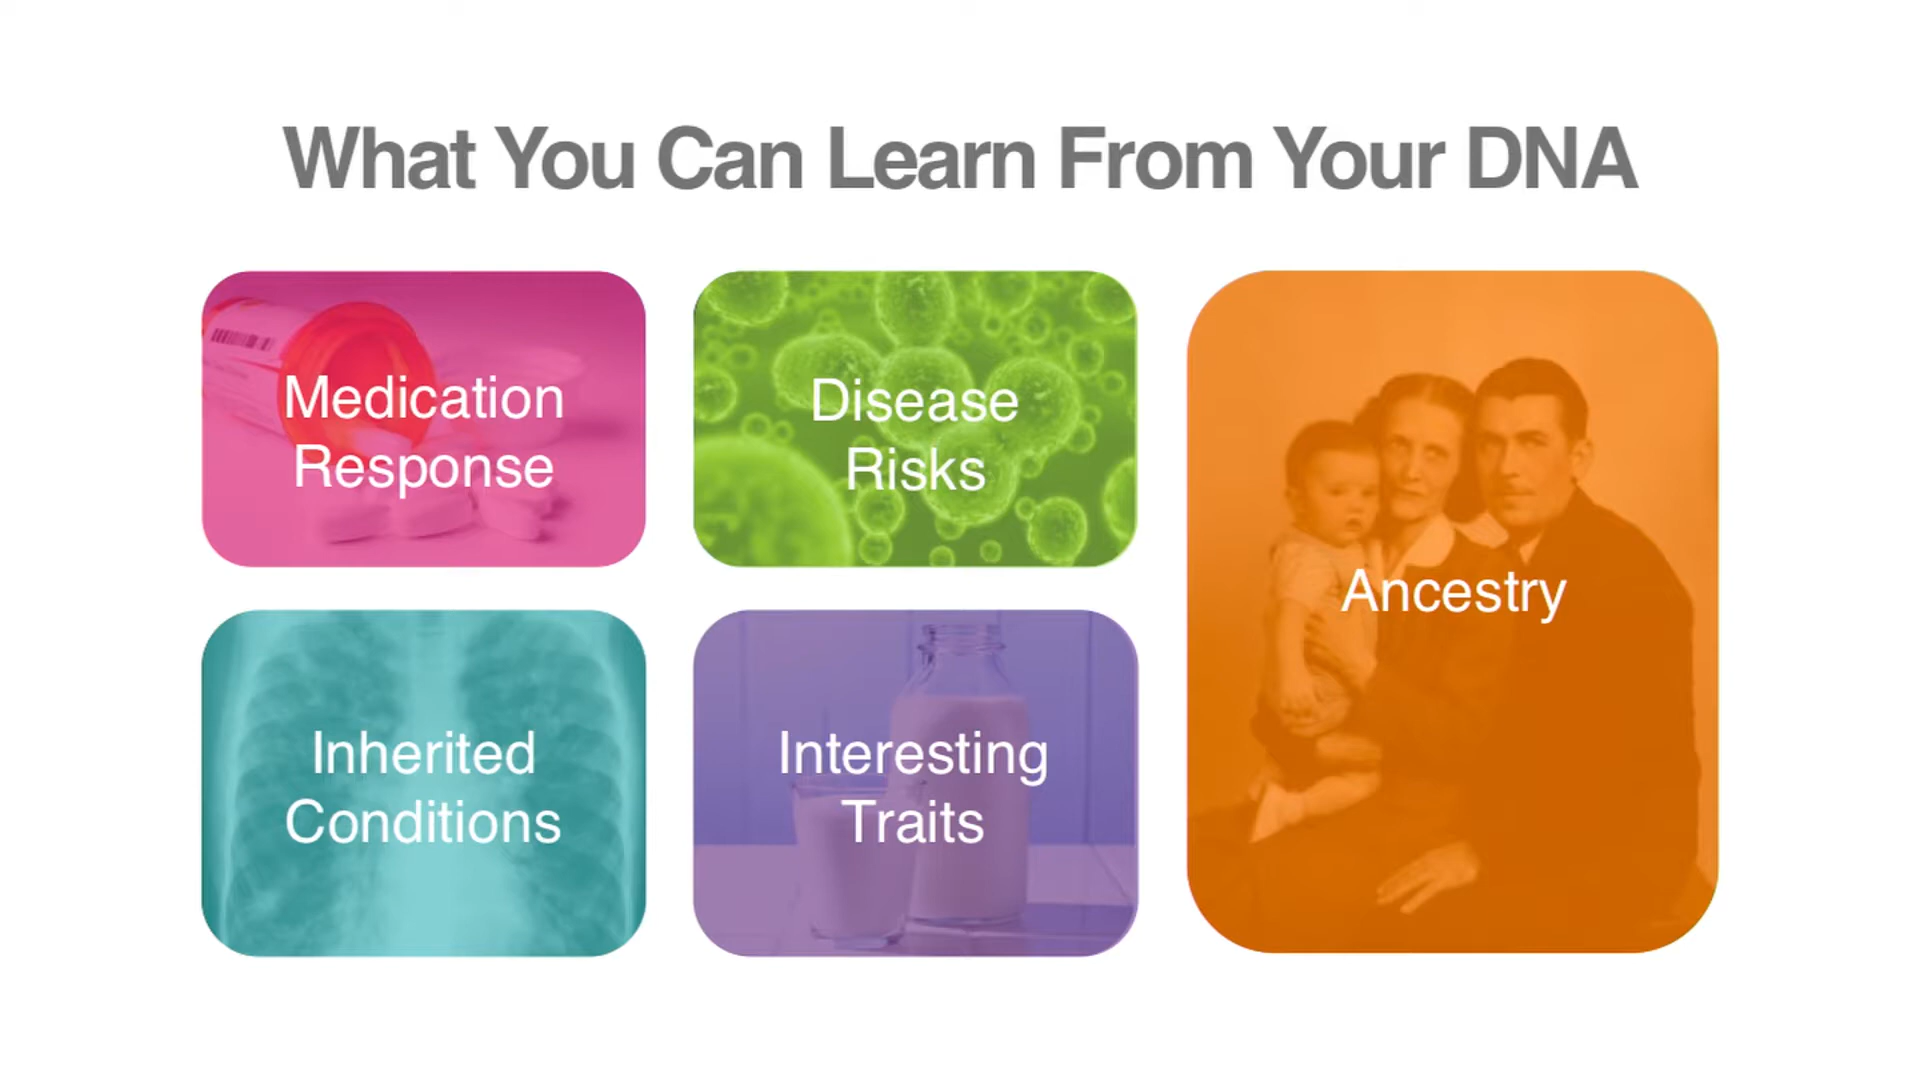 What You Can Learn From Your DNA
Medication
Response
Disease
Risks
Inherited
Conditions
Interesting
Traits
Ancestry